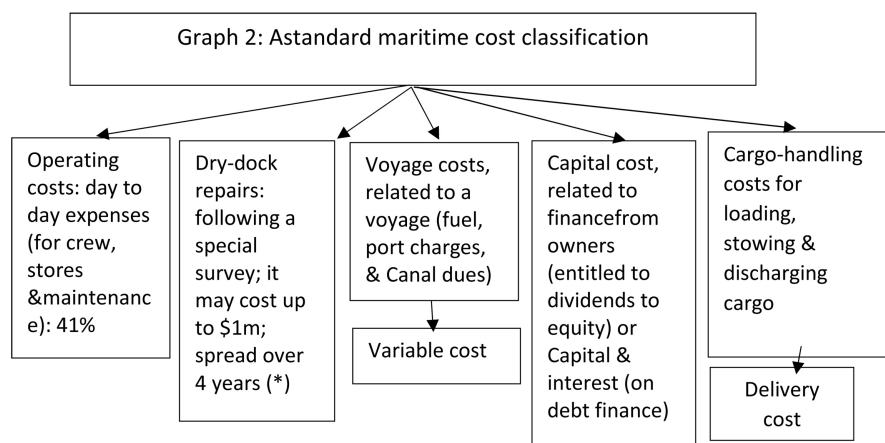 Graph 2: Astandard maritime cost classification
Operating
costs: day to
day expenses
(for crew,
stores
&maintenanc
e): 41%
Dry-dock
repairs:
following a
special
survey; it
may cost up
to $1m;
spread over
4 years (*)
Voyage costs,
related to a
voyage (fuel,
port charges,
& Canal dues)
Variable cost
Capital cost,
related to
financefrom
owners
(entitled to
dividends to
equity) or
Capital &
interest (on
debt finance)
Cargo-handling
costs for
loading,
stowing &
discharging
cargo
Delivery
cost